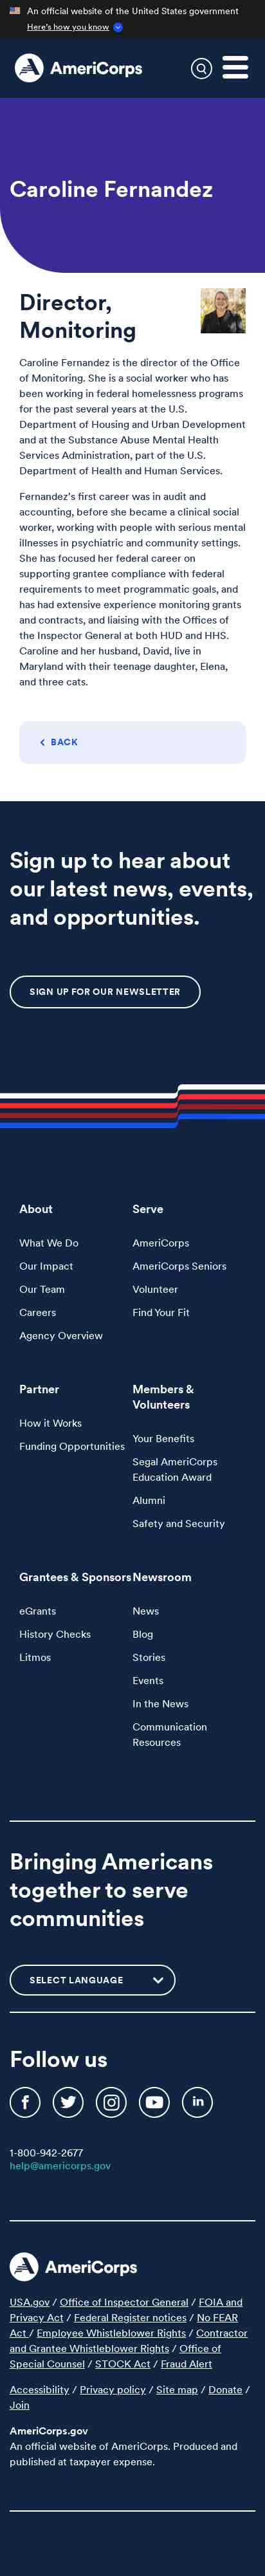 An official website of the United States government
Here's how you know
AmeriCorps
Caroline Fernandez
Director,
Monitoring
Caroline Fernandez is the director of the Office
of Monitoring. She is a social worker who has
been working in federal homelessness programs
for the past several years at the U.S.
Department of Housing and Urban Development
and at the Substance Abuse Mental Health
Services Administration, part of the U.S.
Department of Health and Human Services.
Fernandez's first career was in audit and
accounting, before she became a clinical social
worker, working with people with serious mental
illnesses in psychiatric and community settings.
She has focused her federal career on
supporting grantee compliance with federal
requirements to meet programmatic goals, and
has had extensive experience monitoring grants
and contracts, and liaising with the Offices of
the Inspector General at both HUD and HHS.
Caroline and her husband, David, live in
Maryland with their teenage daughter, Elena,
and three cats.
BACK
Sign up to hear about
our latest news, events,
and opportunities.
SIGN UP FOR OUR NEWSLETTER
About
What We Do
Our Impact
Our Team
Careers
Agency Overview
Serve
AmeriCorps
AmeriCorps Seniors
Volunteer
Find Your Fit
Partner
How it Works
Funding Opportunities
Members &
Volunteers
Your Benefits
Segal AmeriCorps
Education Award
Alumni
Safety and Security
Grantees & Sponsors
eGrants
History Checks
Litmos
Newsroom
News
Blog
Stories
Events
In the News
Communication
Resources
Bringing Americans
together to serve
communities
SELECT LANGUAGE
Follow us
1-800-942-2677
help@americorps.gov
AmeriCorps
USA.gov / Office of Inspector General / FOIA and
Privacy Act / Federal Register notices / No FEAR
Act / Employee Whistleblower Rights / Contractor
and Grantee Whistleblower Rights / Office of
Special Counsel / STOCK Act / Fraud Alert
Accessibility / Privacy policy / Site map / Donate /
Join
AmeriCorps.gov
An official website of AmeriCorps. Produced and
published at taxpayer expense.